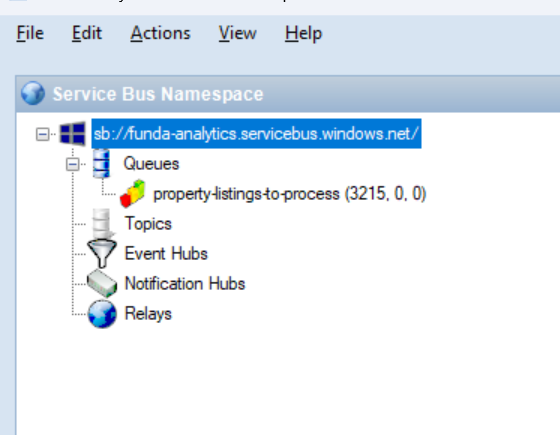 File Edit Actions View Help
Service Bus Namespace
sb://funda-analytics.servicebus.windows.net/
Queues
property-listings-to-process (3215, 0, 0)
Topics
Event Hubs
Notification Hubs
Relays